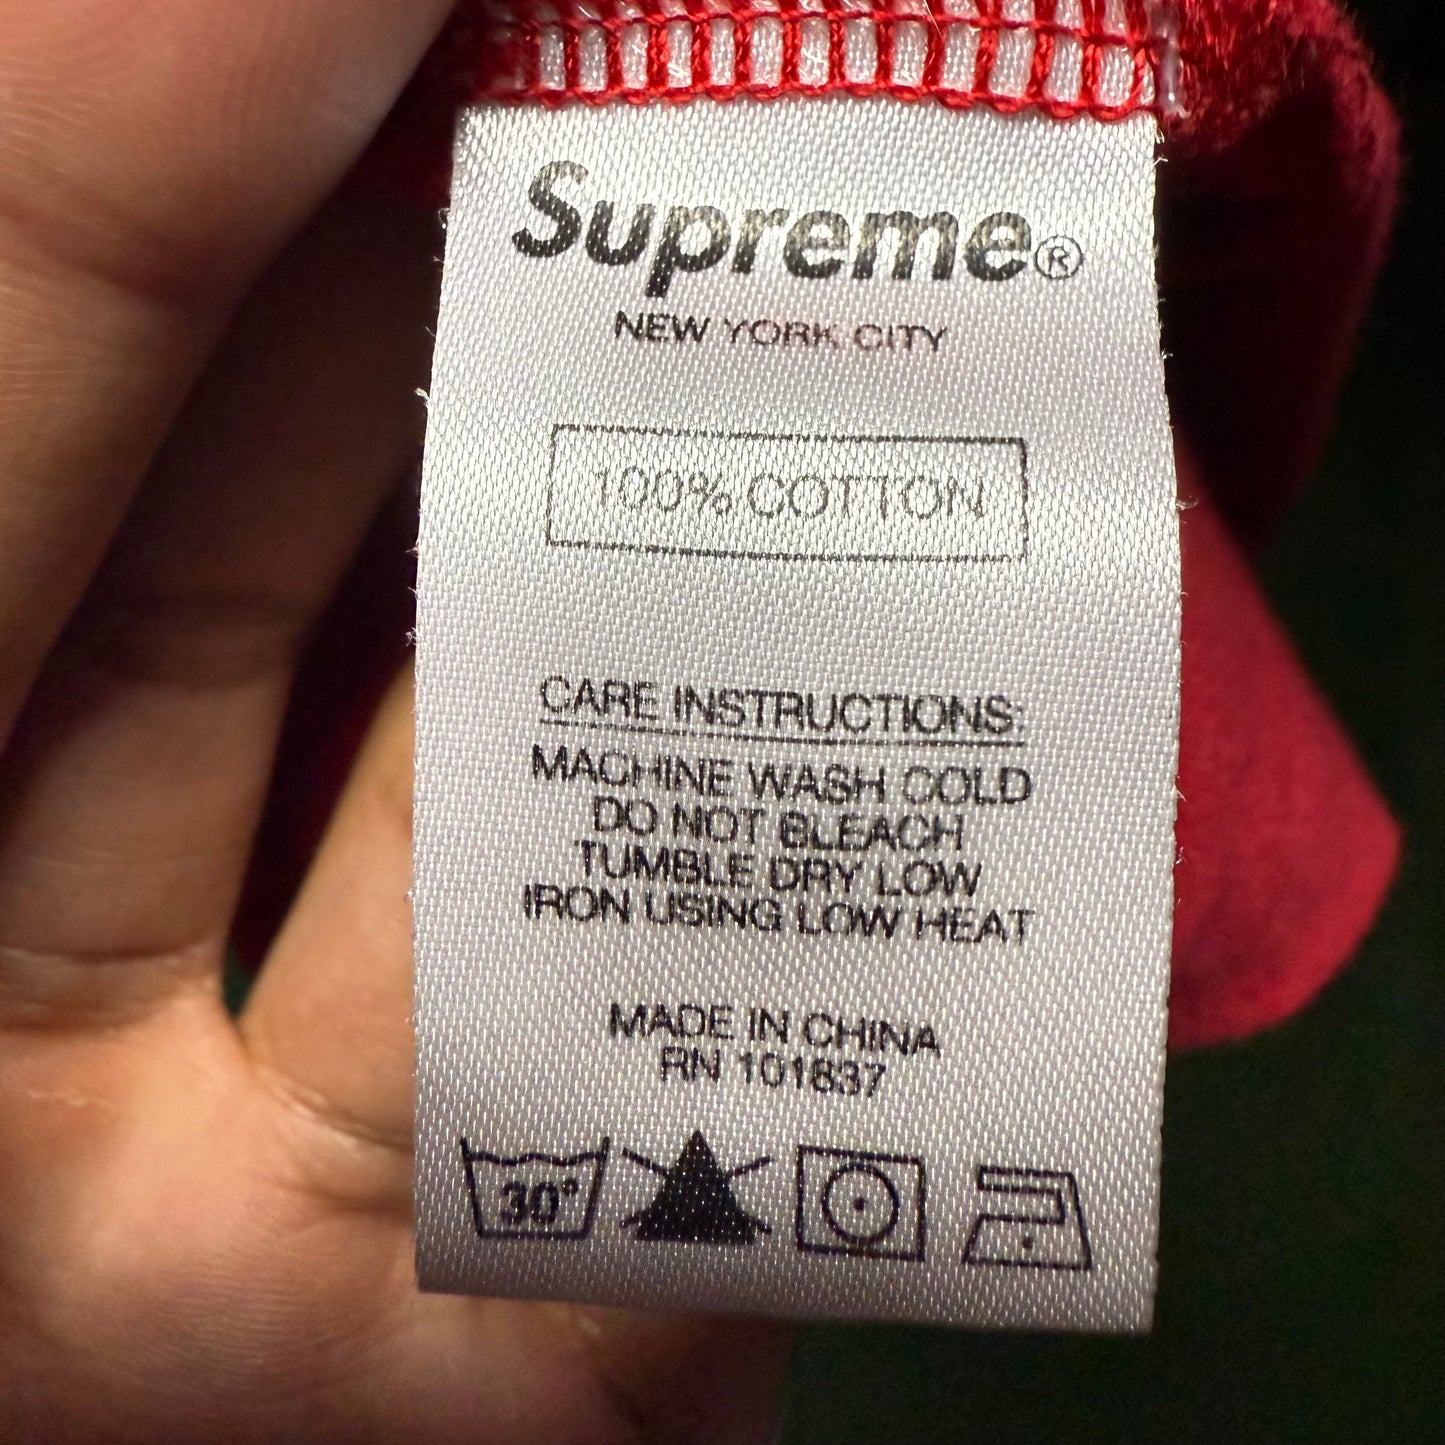 Supreme®
NEW YORK CITY
100% COTTON
CARE INSTRUCTIONS:
MACHINE WASH COLD
DO NOT BLEACH
TUMBLE DRY LOW
IRON USING LOW HEAT
MADE IN CHINA
RN 101837
30°